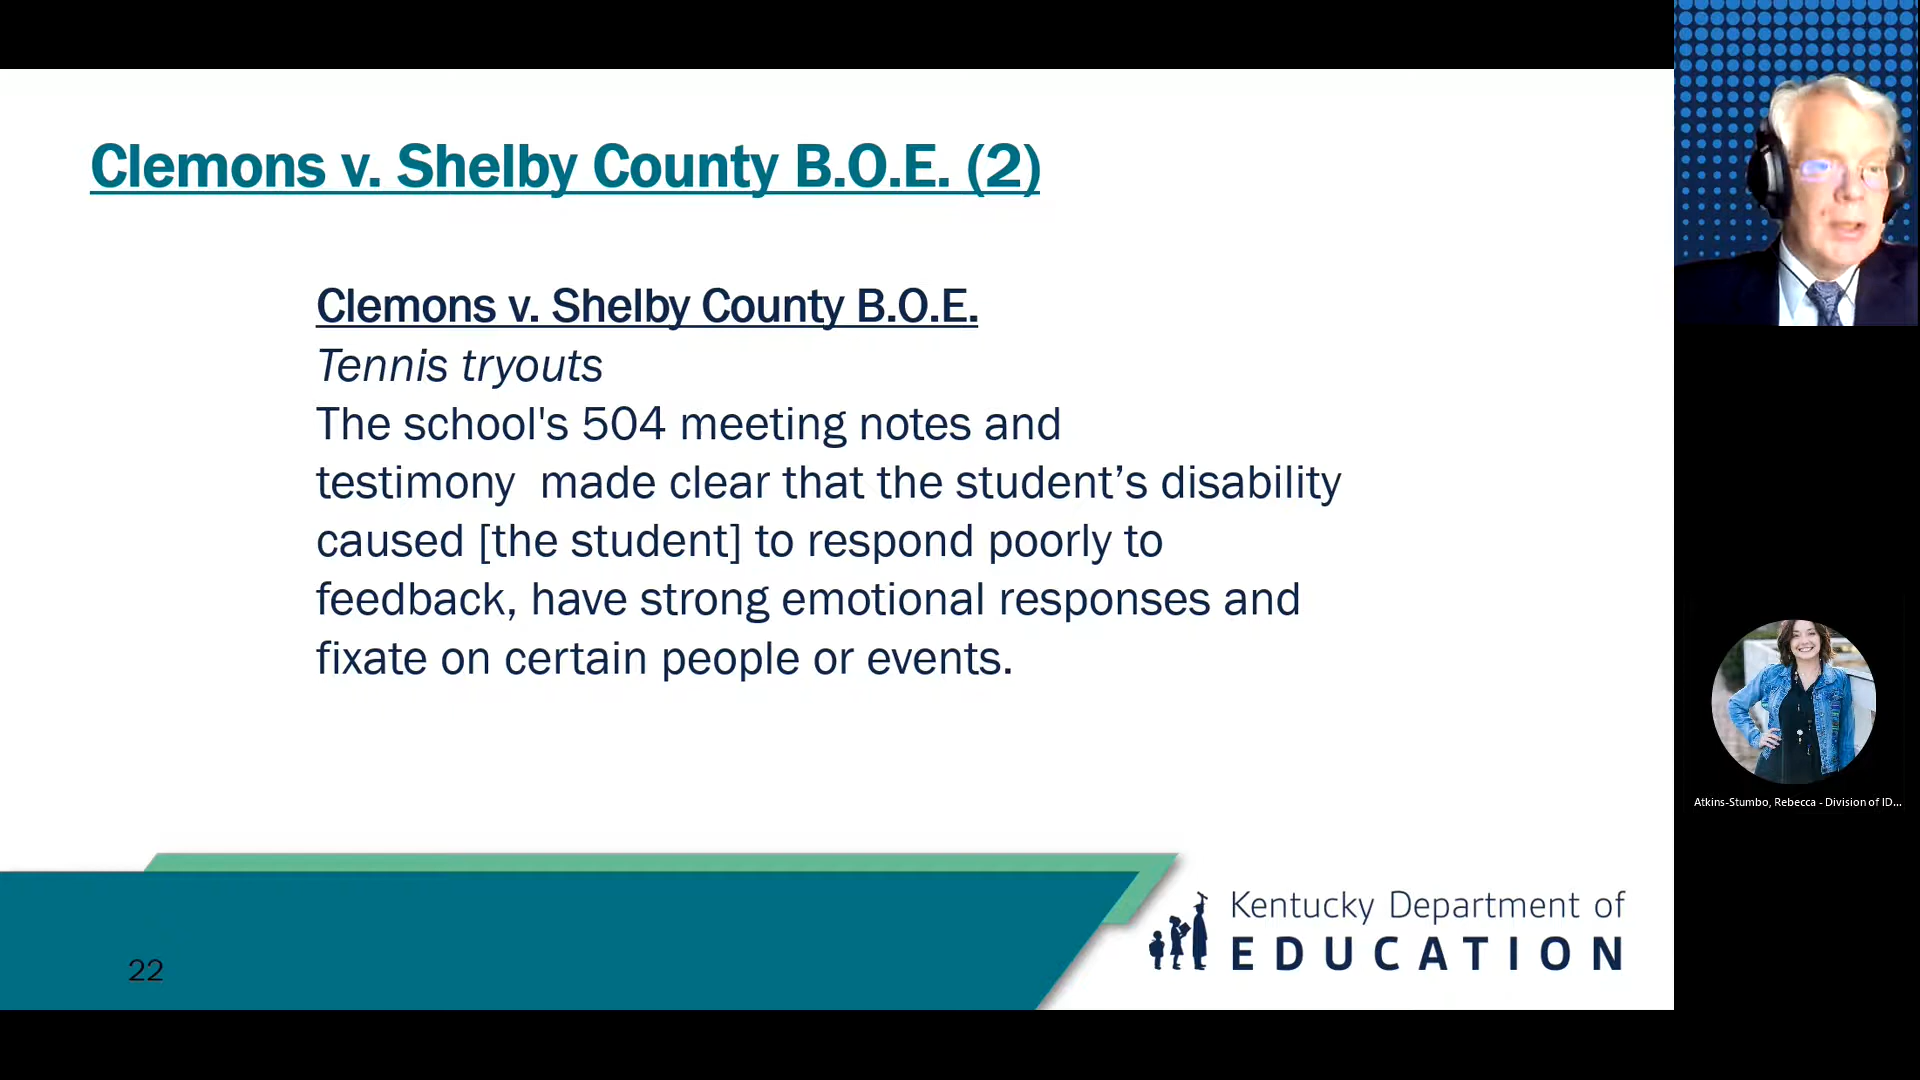 Clemons v. Shelby County B.O.E. (2)
Clemons v. Shelby County B.O.E.
Tennis tryouts
The school's 504 meeting notes and
testimony  made clear that the student’s disability
caused [the student] to respond poorly to
feedback, have strong emotional responses and
fixate on certain people or events.
Atkins-Stumbo, Rebecca - Division of ID...
Kentucky Department of
EDUCATION
22